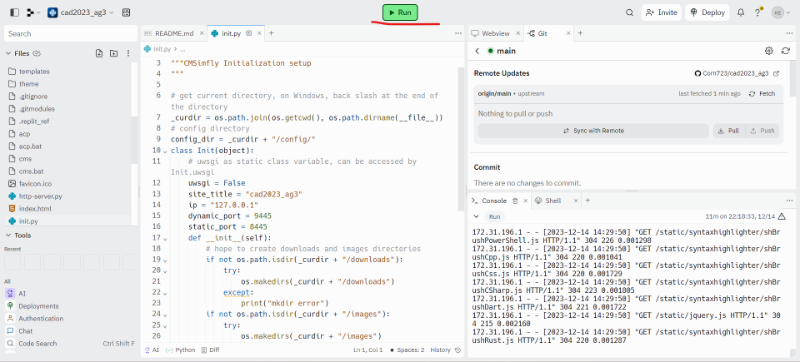 cad2023_ag3
Run
Invite
Deploy
Search
Files
templates
theme
.gitignore
.gitmodules
.replit_ref
acp
acp.bat
cms
cms.bat
favicon.ico
http-server.py
index.html
init.py
Tools
Recent
All
AI
Deployments
Authentication
Chat
Code Search Ctrl Shift F
README.md
init.py
init.py > ...
3 """CMSimfly Initialization setup
4 """
5
6 # get current directory, on Windows, back slash at the end of
the directory
7 _curdir = os.path.join(os.getcwd(), os.path.dirname(__file__))
8 # config directory
9 config_dir = _curdir + "/config/"
10 class Init(object):
11 # uwsgi as static class variable, can be accessed by
Init.uwsgi
12 uwsgi = False
13 site_title = "cad2023_ag3"
14 ip = "127.0.0.1"
15 dynamic_port = 9445
16 static_port = 8445
17 def __init__(self):
18 # hope to create downloads and images directories
19 if not os.path.isdir(_curdir + "/downloads"):
20 try:
21 os.makedirs(_curdir + "/downloads")
22 except:
23 print("mkdir error")
24 if not os.path.isdir(_curdir + "/images"):
25 try:
26 os.makedirs(_curdir + "/images")
AI Python Diff
Ln 1, Col 1 Spaces: 2 History
Webview
Git
main
Remote Updates
Corn723/cad2023_ag3
origin/main • upstream
last fetched 1 min ago
Fetch
Nothing to pull or push
Sync with Remote
Pull
Push
Commit
There are no changes to commit.
Console
Shell
Run
11m on 22:18:33, 12/14
172.31.196.1 - - [2023-12-14 14:29:50] "GET /static/syntaxhighlighter/shBr
ushPowerShell.js HTTP/1.1" 304 226 0.001298
172.31.196.1 - - [2023-12-14 14:29:50] "GET /static/syntaxhighlighter/shBr
ushCpp.js HTTP/1.1" 304 220 0.001041
172.31.196.1 - - [2023-12-14 14:29:50] "GET /static/syntaxhighlighter/shBr
ushCss.js HTTP/1.1" 304 220 0.001729
172.31.196.1 - - [2023-12-14 14:29:50] "GET /static/syntaxhighlighter/shBr
ushCSharp.js HTTP/1.1" 304 223 0.001805
172.31.196.1 - - [2023-12-14 14:29:50] "GET /static/syntaxhighlighter/shBr
ushDart.js HTTP/1.1" 304 221 0.001722
172.31.196.1 - - [2023-12-14 14:29:50] "GET /static/jquery.js HTTP/1.1" 30
4 215 0.002160
172.31.196.1 - - [2023-12-14 14:29:50] "GET /static/syntaxhighlighter/shBr
ushRust.js HTTP/1.1" 304 220 0.001287